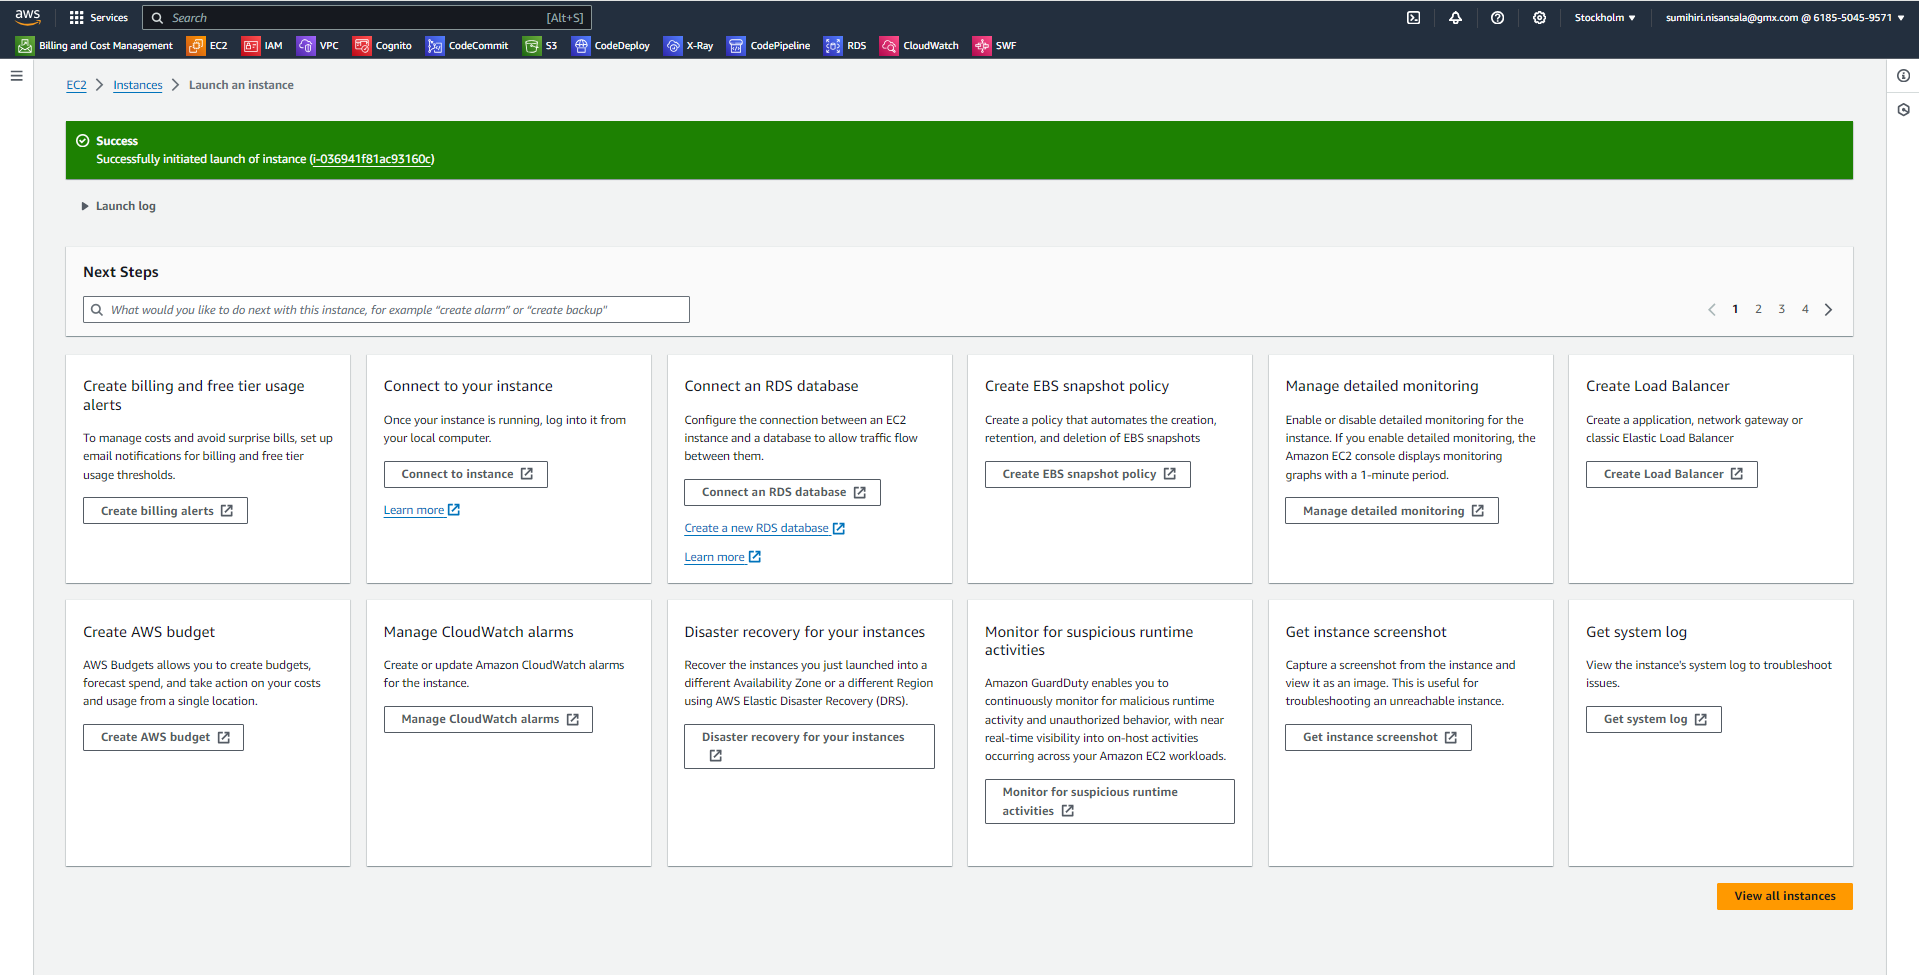 aws Services Search [Alt+S] Stockholm ▼ sumihiri.nisansala@gmx.com @ 6185-5045-9571 ▼
Billing and Cost Management EC2 IAM VPC Cognito CodeCommit S3 CodeDeploy X-Ray CodePipeline RDS CloudWatch SWF
EC2 > Instances > Launch an instance
Success
Successfully initiated launch of instance (i-036941f81ac93160c)
Launch log
Next Steps
What would you like to do next with this instance, for example "create alarm" or "create backup"
1 2 3 4
Create billing and free tier usage
alerts
To manage costs and avoid surprise bills, set up
email notifications for billing and free tier
usage thresholds.
Create billing alerts
Connect to your instance
Once your instance is running, log into it from
your local computer.
Connect to instance
Learn more
Connect an RDS database
Configure the connection between an EC2
instance and a database to allow traffic flow
between them.
Connect an RDS database
Create a new RDS database
Learn more
Create EBS snapshot policy
Create a policy that automates the creation,
retention, and deletion of EBS snapshots
Create EBS snapshot policy
Manage detailed monitoring
Enable or disable detailed monitoring for the
instance. If you enable detailed monitoring, the
Amazon EC2 console displays monitoring
graphs with a 1-minute period.
Manage detailed monitoring
Create Load Balancer
Create a application, network gateway or
classic Elastic Load Balancer
Create Load Balancer
Create AWS budget
AWS Budgets allows you to create budgets,
forecast spend, and take action on your costs
and usage from a single location.
Create AWS budget
Manage CloudWatch alarms
Create or update Amazon CloudWatch alarms
for the instance.
Manage CloudWatch alarms
Disaster recovery for your instances
Recover the instances you just launched into a
different Availability Zone or a different Region
using AWS Elastic Disaster Recovery (DRS).
Disaster recovery for your instances
Monitor for suspicious runtime
activities
Amazon GuardDuty enables you to
continuously monitor for malicious runtime
activity and unauthorized behavior, with near
real-time visibility into on-host activities
occurring across your Amazon EC2 workloads.
Monitor for suspicious runtime
activities
Get instance screenshot
Capture a screenshot from the instance and
view it as an image. This is useful for
troubleshooting an unreachable instance.
Get instance screenshot
Get system log
View the instance's system log to troubleshoot
issues.
Get system log
View all instances